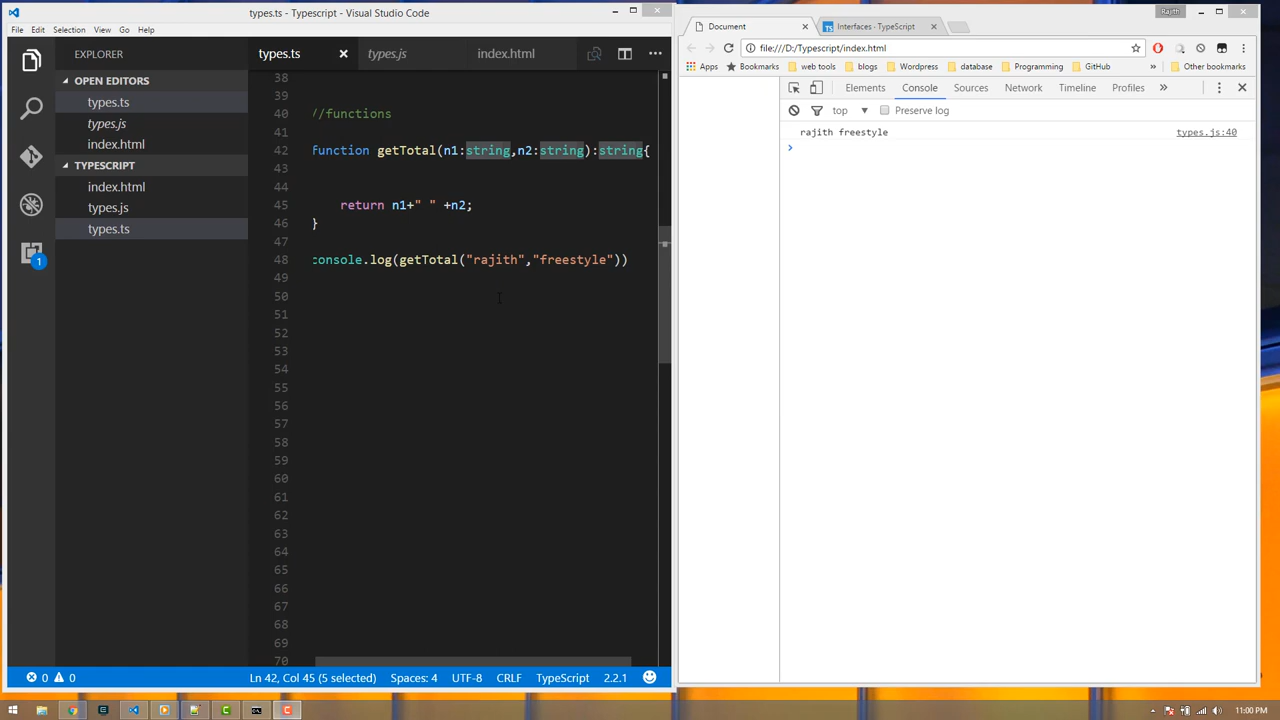 types.ts - Typescript - Visual Studio Code
File Edit Selection View Go Help
EXPLORER
OPEN EDITORS
types.ts
types.js
index.html
TYPESCRIPT
index.html
types.js
types.ts
1
types.ts types.js index.html
38
39
40 //functions
41
42 function getTotal(n1:string,n2:string):string{
43
44
45 return n1+" " +n2;
46 }
47
48 console.log(getTotal("rajith","freestyle"))
49
50
51
52
53
54
55
56
57
58
59
60
61
62
63
64
65
66
67
68
69
70
0 0 Ln 42, Col 45 (5 selected) Spaces: 4 UTF-8 CRLF TypeScript 2.2.1
Rajith
Document Interfaces - TypeScript
file:///D:/Typescript/index.html
Apps Bookmarks web tools blogs Wordpress database Programming GitHub » Other bookmarks
Elements Console Sources Network Timeline Profiles »
top Preserve log
rajith freestyle types.js:40
11:00 PM